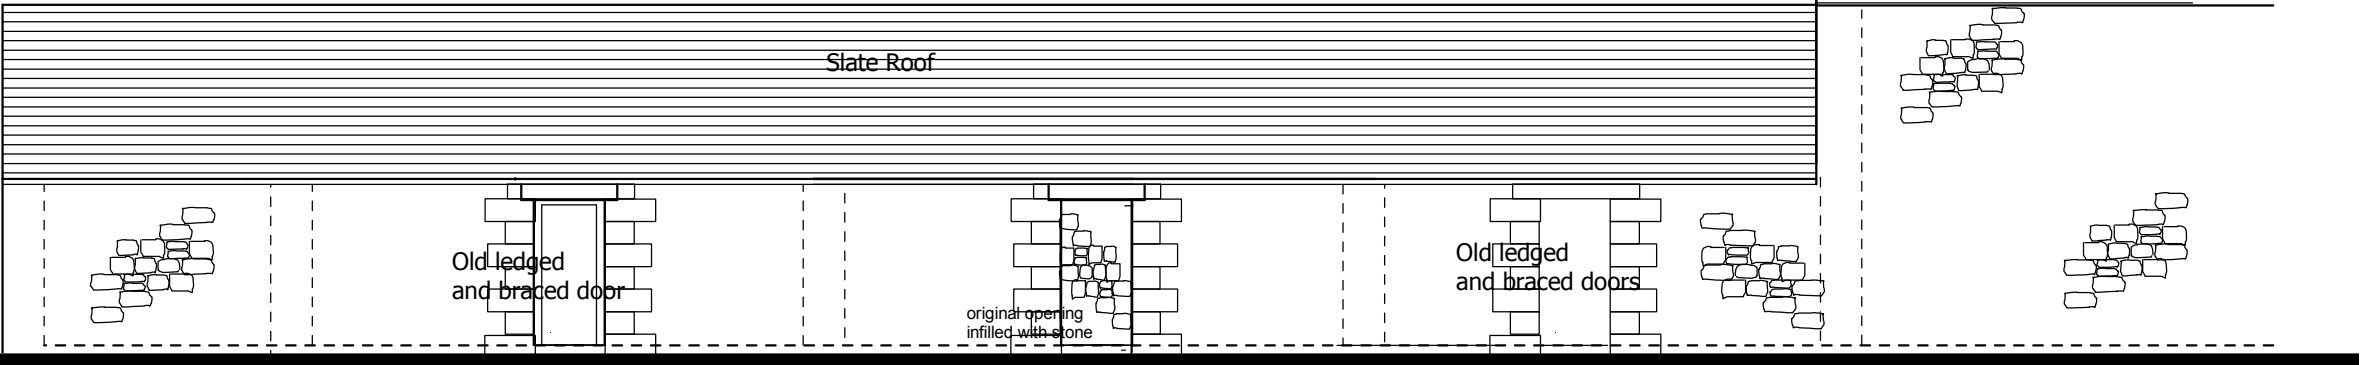 Slate Roof
Old ledged
and braced door
original opening
infilled with stone
Old ledged
and braced doors